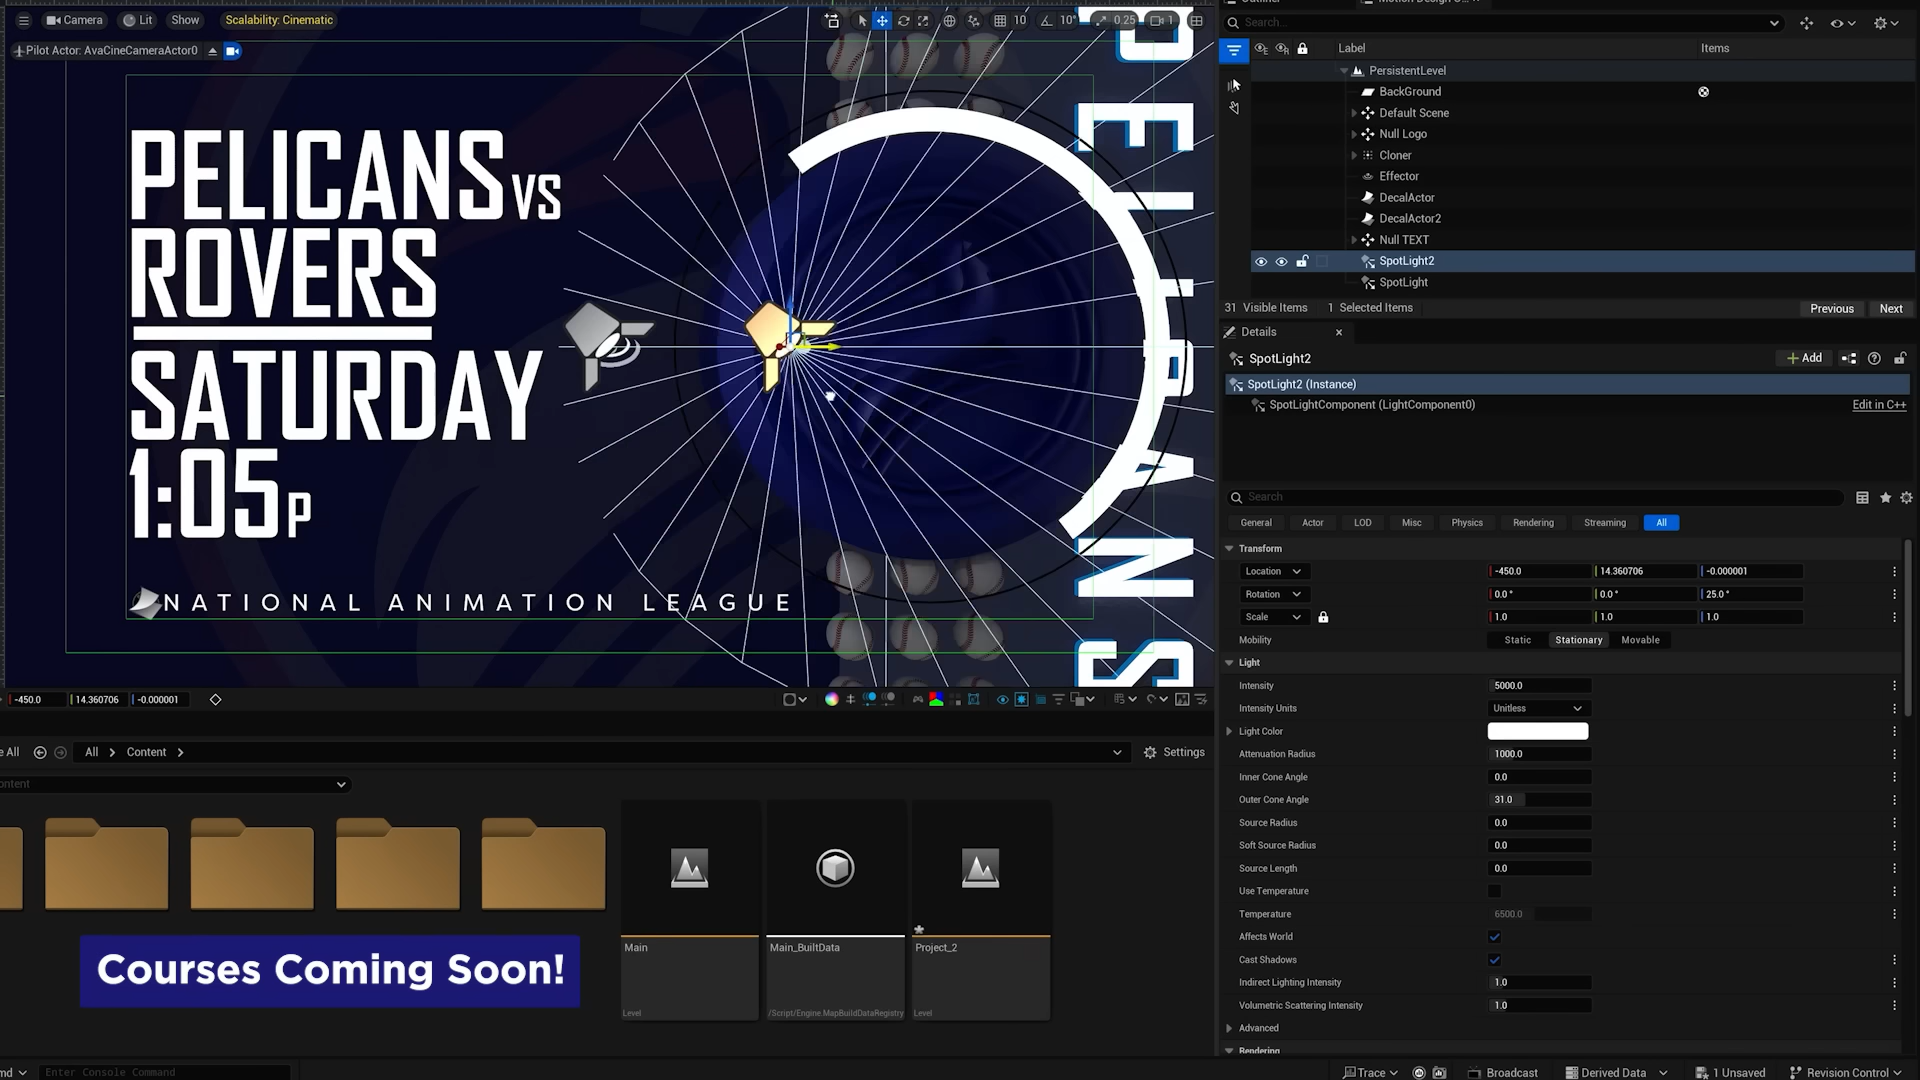 Camera
Lit
Show
Scalability: Cinematic
10
10°
0.25
1
Pilot Actor: AvaCineCameraActor0
PELICANS VS
ROVERS
SATURDAY
1:05P
NATIONAL ANIMATION LEAGUE
-450.0
14.360706
-0.000001
All
Content
Settings
Courses Coming Soon!
Main
Level
Main_BuiltData
/Script/Engine.MapBuildDataRegistry
Project_2
Level
Enter Console Command
Search...
Label
Items
PersistentLevel
BackGround
Default Scene
Null Logo
Cloner
Effector
DecalActor
DecalActor2
Null TEXT
SpotLight2
SpotLight
31 Visible Items
1 Selected Items
Previous
Next
Details
SpotLight2
+ Add
SpotLight2 (Instance)
SpotLightComponent (LightComponent0)
Edit in C++
Search
General
Actor
LOD
Misc
Physics
Rendering
Streaming
All
Transform
Location
-450.0
14.360706
-0.000001
Rotation
0.0°
0.0°
25.0°
Scale
1.0
1.0
1.0
Mobility
Static
Stationary
Movable
Light
Intensity
5000.0
Intensity Units
Unitless
Light Color
Attenuation Radius
1000.0
Inner Cone Angle
0.0
Outer Cone Angle
31.0
Source Radius
0.0
Soft Source Radius
0.0
Source Length
0.0
Use Temperature
Temperature
6500.0
Affects World
Cast Shadows
Indirect Lighting Intensity
1.0
Volumetric Scattering Intensity
1.0
Advanced
Rendering
Trace
Broadcast
Derived Data
1 Unsaved
Revision Control